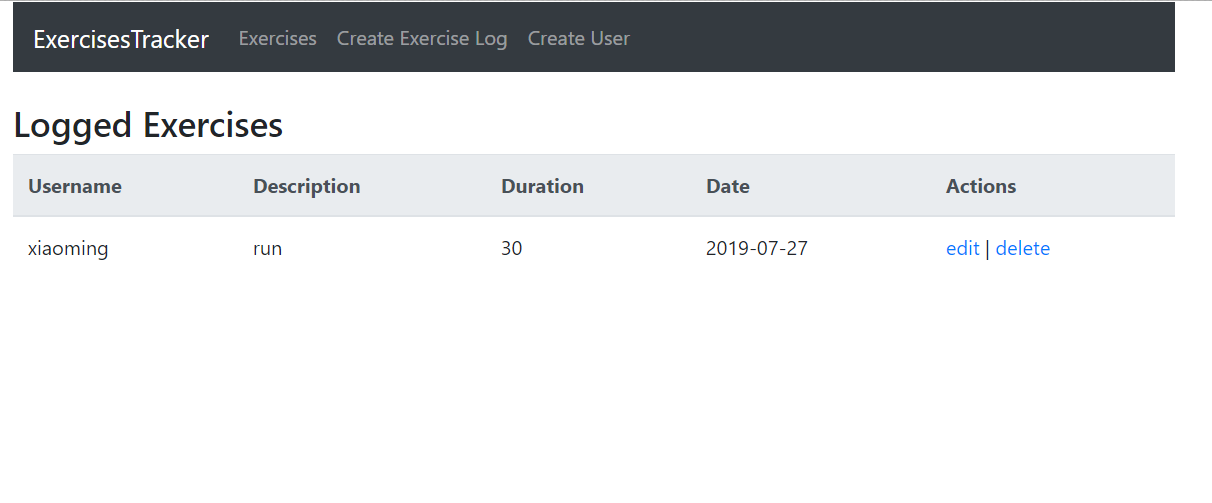 ExercisesTracker Exercises Create Exercise Log Create User
Logged Exercises
Username Description Duration Date Actions
xiaoming run 30 2019-07-27 edit | delete